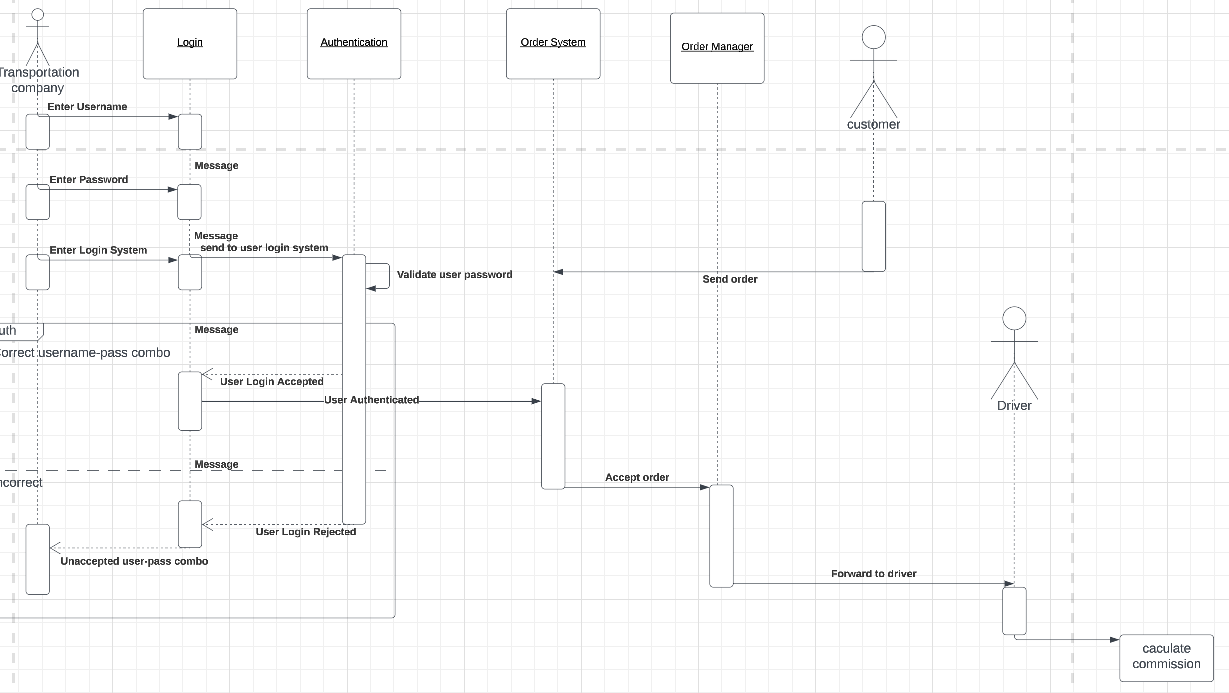 Login
Authentication
Order System
Order Manager
Transportation
company
customer
Enter Username
Message
Enter Password
Message
send to user login system
Enter Login System
Validate user password
Send order
uth
Message
Correct username-pass combo
User Login Accepted
User Authenticated
Driver
Message
ncorrect
Accept order
User Login Rejected
Unaccepted user-pass combo
Forward to driver
caculate
commission